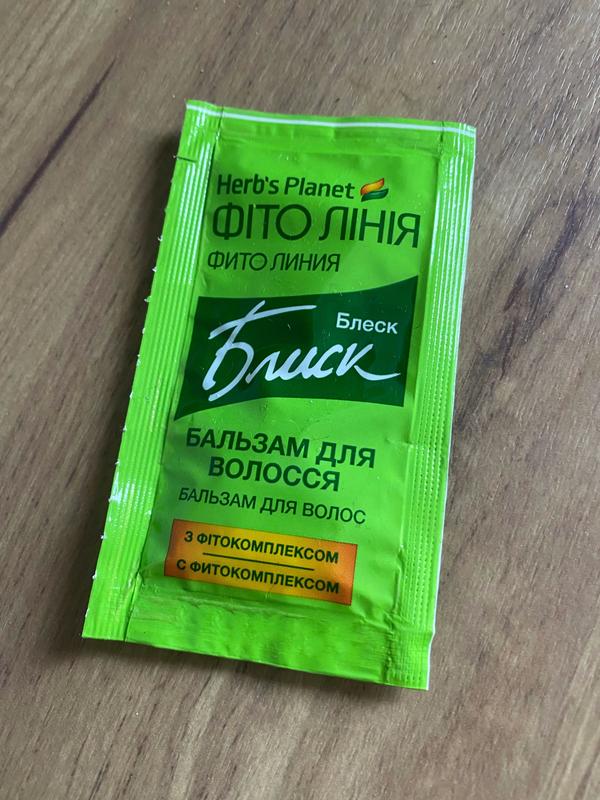 Herb's Planet
ФІТО ЛІНІЯ
ФИТО ЛИНИЯ
Блеск
Блиск
БАЛЬЗАМ ДЛЯ
ВОЛОССЯ
БАЛЬЗАМ ДЛЯ ВОЛОС
З ФІТОКОМПЛЕКСОМ
С ФИТОКОМПЛЕКСОМ